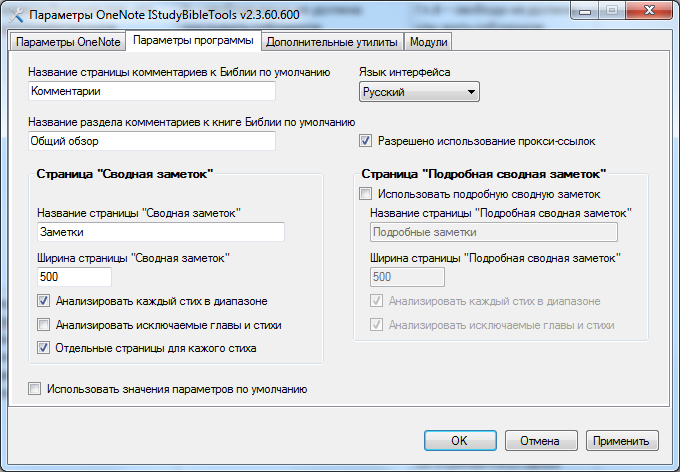 Параметры OneNote IStudyBibleTools v2.3.60.600
Параметры OneNote
Параметры программы
Дополнительные утилиты
Модули
Название страницы комментариев к Библии по умолчанию
Комментарии
Язык интерфейса
Русский
Название раздела комментариев к книге Библии по умолчанию
Общий обзор
Разрешено использование прокси-ссылок
Страница "Сводная заметок"
Название страницы "Сводная заметок"
Заметки
Ширина страницы "Сводная заметок"
500
Анализировать каждый стих в диапазоне
Анализировать исключаемые главы и стихи
Отдельные страницы для кажого стиха
Страница "Подробная сводная заметок"
Использовать подробную сводную заметок
Название страницы "Подробная сводная заметок"
Подробные заметки
Ширина страницы "Подробная сводная заметок"
500
Анализировать каждый стих в диапазоне
Анализировать исключаемые главы и стихи
Использовать значения параметров по умолчанию
OK
Отмена
Применить